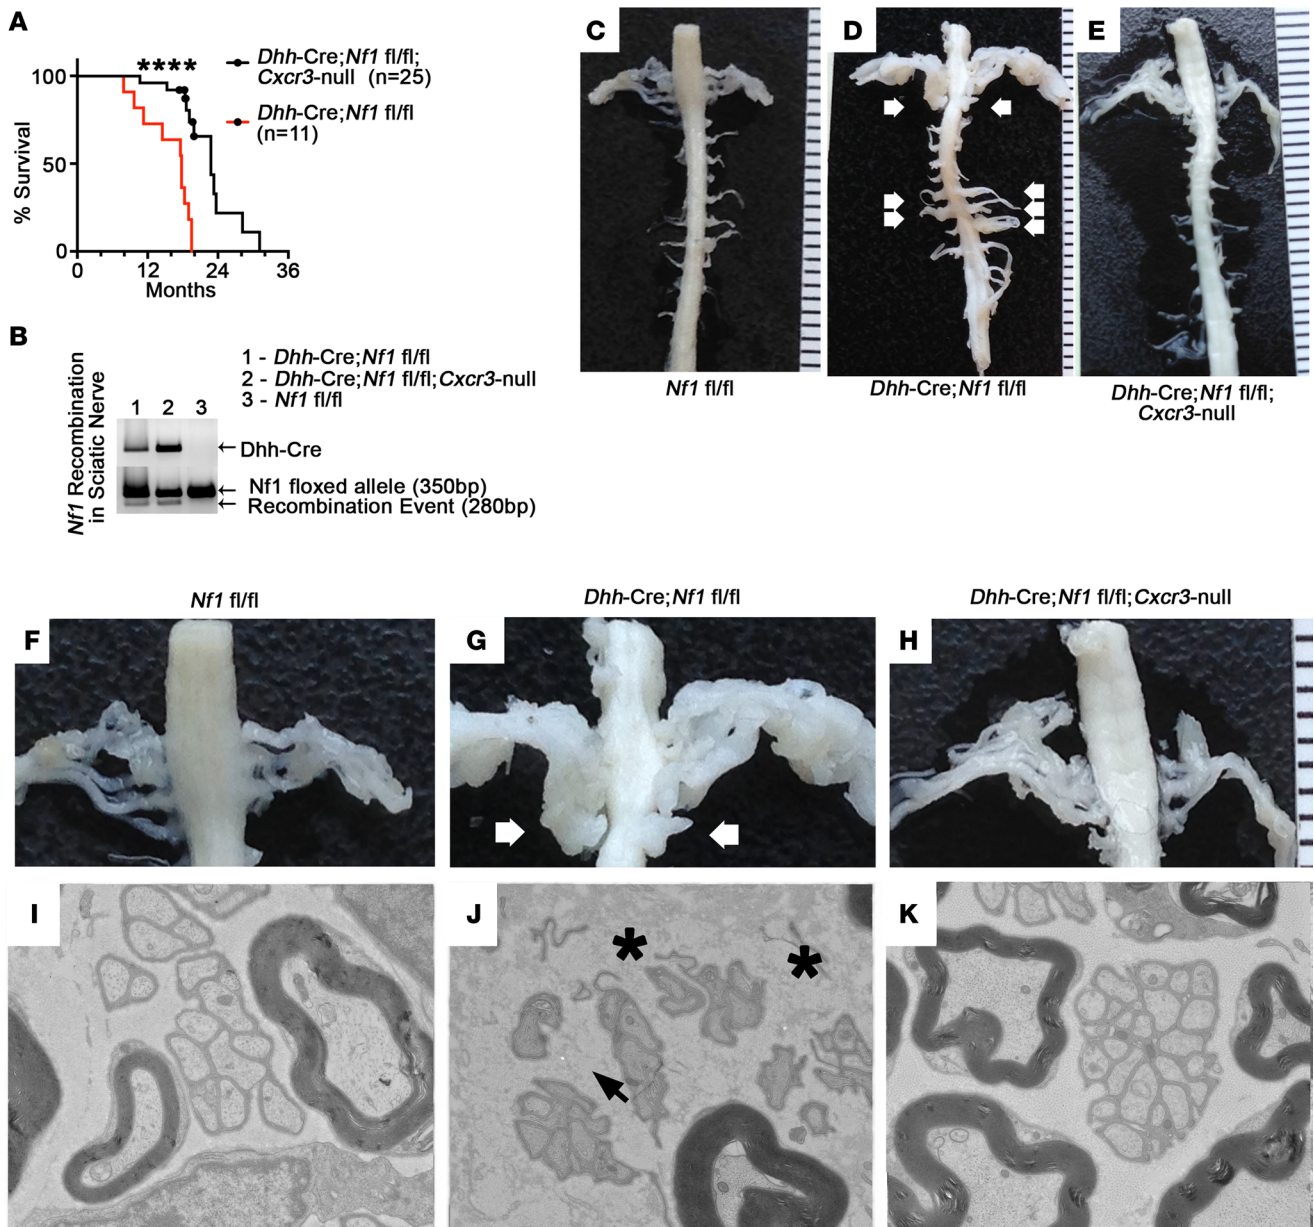 A
****
Dhh-Cre;Nf1 fl/fl;
Cxcr3-null (n=25)
Dhh-Cre;Nf1 fl/fl
(n=11)
% Survival
100
50
0
0 12 24 36
Months
B
1 - Dhh-Cre;Nf1 fl/fl
2 - Dhh-Cre;Nf1 fl/fl;Cxcr3-null
3 - Nf1 fl/fl
Nf1 Recombination
in Sciatic Nerve
1 2 3
←Dhh-Cre
← Nf1 floxed allele (350bp)
← Recombination Event (280bp)
C
Nf1 fl/fl
D
Dhh-Cre;Nf1 fl/fl
E
Dhh-Cre;Nf1 fl/fl;
Cxcr3-null
Nf1 fl/fl
F
Dhh-Cre;Nf1 fl/fl
G
Dhh-Cre;Nf1 fl/fl;Cxcr3-null
H
I
J
* *
K